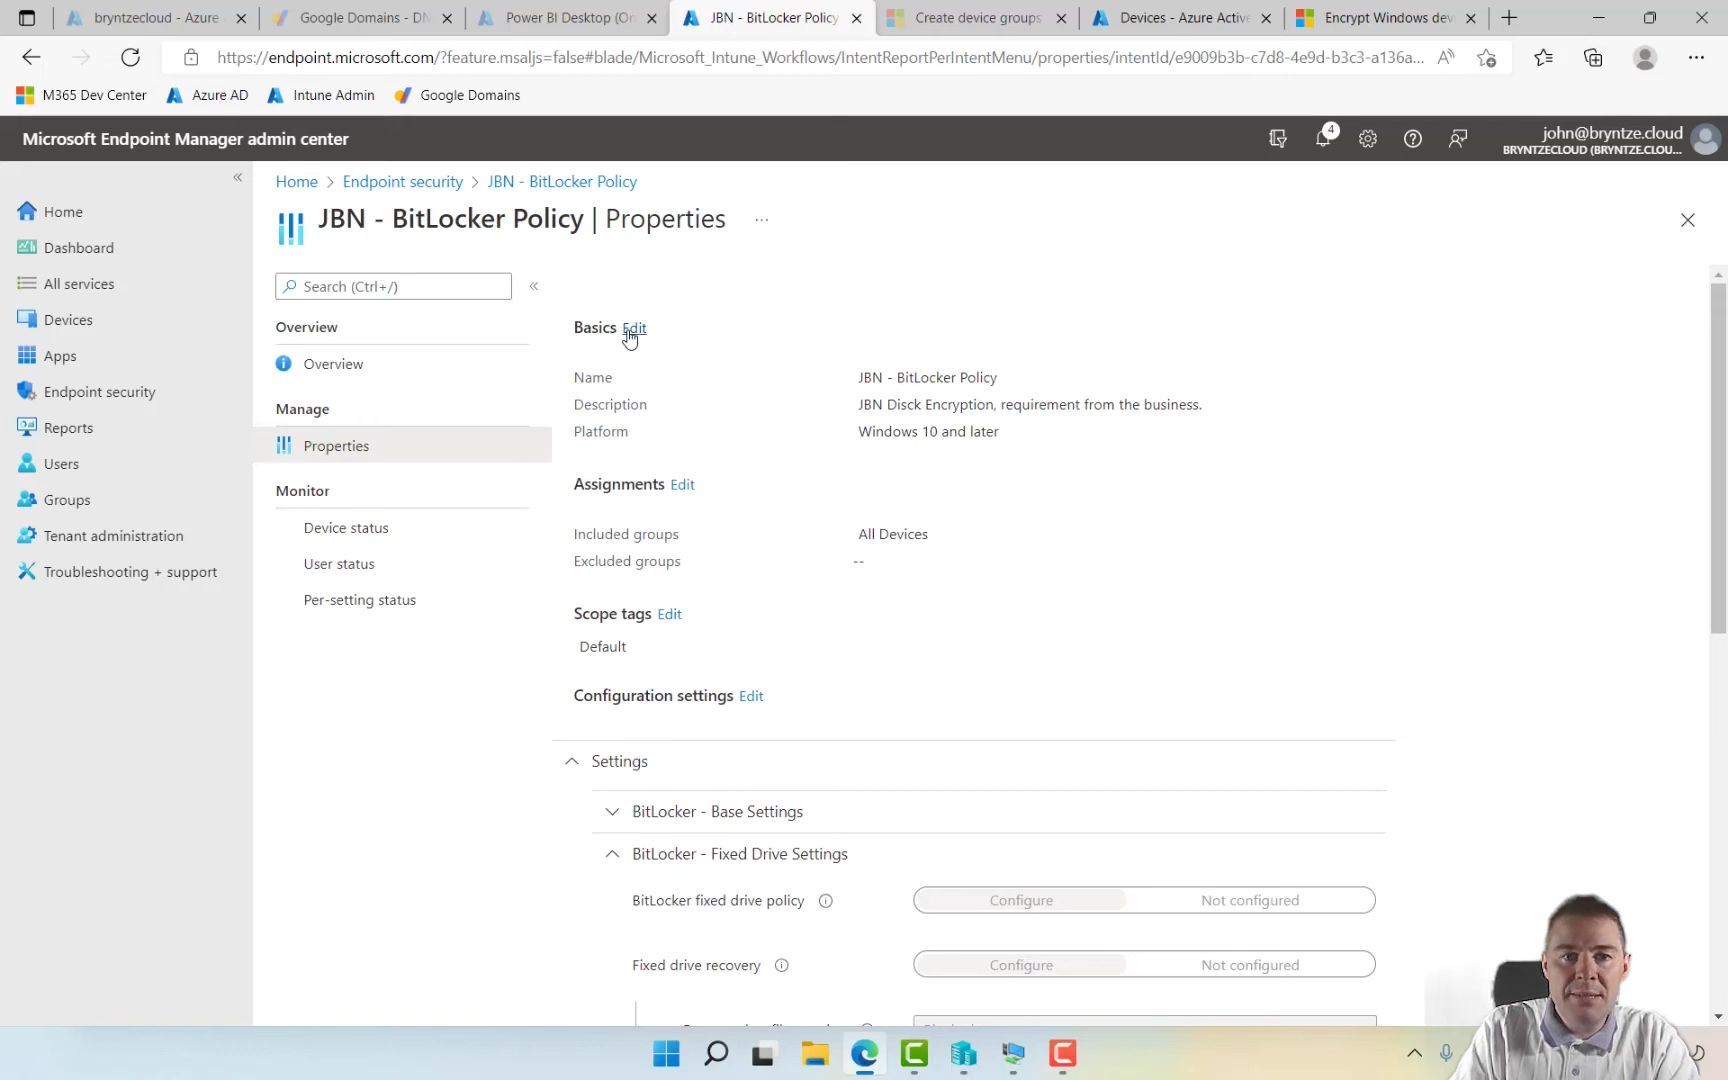 bryntzecloud - Azure
Google Domains - DN
Power BI Desktop (On
JBN - BitLocker Policy
Create device groups
Devices - Azure Active
Encrypt Windows dev
https://endpoint.microsoft.com/?feature.msaljs=false#blade/Microsoft_Intune_Workflows/IntentReportPerIntentMenu/properties/intentId/e9009b3b-c7d8-4e9d-b3c3-a136a...
M365 Dev Center
Azure AD
Intune Admin
Google Domains
Microsoft Endpoint Manager admin center
4
john@bryntze.cloud
BRYNTZECLOUD (BRYNTZE.CLOU...
Home
Dashboard
All services
Devices
Apps
Endpoint security
Reports
Users
Groups
Tenant administration
Troubleshooting + support
Home > Endpoint security > JBN - BitLocker Policy
JBN - BitLocker Policy | Properties ...
Search (Ctrl+/)
Overview
Overview
Manage
Properties
Monitor
Device status
User status
Per-setting status
Basics Edit
Name JBN - BitLocker Policy
Description JBN Disck Encryption, requirement from the business.
Platform Windows 10 and later
Assignments Edit
Included groups All Devices
Excluded groups --
Scope tags Edit
Default
Configuration settings Edit
Settings
BitLocker - Base Settings
BitLocker - Fixed Drive Settings
BitLocker fixed drive policy Configure Not configured
Fixed drive recovery Configure Not configured